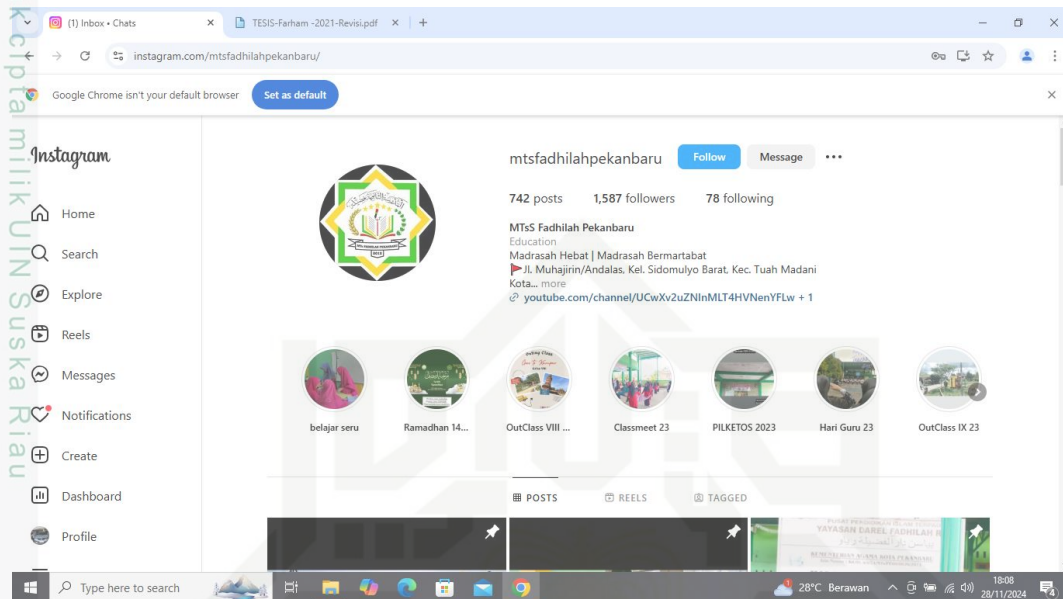 (1) Inbox • Chats
TESIS-Farham -2021-Revisi.pdf
instagram.com/mtsfadhilahpekanbaru/
Google Chrome isn't your default browser
Set as default
Instagram
Home
Search
Explore
Reels
Messages
Notifications
Create
Dashboard
Profile
mtsfadhilahpekanbaru
Follow
Message
742 posts 1,587 followers 78 following
MTsS Fadhilah Pekanbaru
Education
Madrasah Hebat | Madrasah Bermartabat
Jl. Muhajirin/Andalas, Kel. Sidomulyo Barat, Kec. Tuah Madani
Kota... more
youtube.com/channel/UCwXv2uZNlnMLT4HVNenYFLw + 1
belajar seru
Ramadhan 14...
OutClass VIII ...
Classmeet 23
PILKETOS 2023
Hari Guru 23
OutClass IX 23
POSTS
REELS
TAGGED
YAYASAN DAREL FADHILAH
Type here to search
28°C Berawan
18:08
28/11/2024
K cipta milik UIN Suska Riau